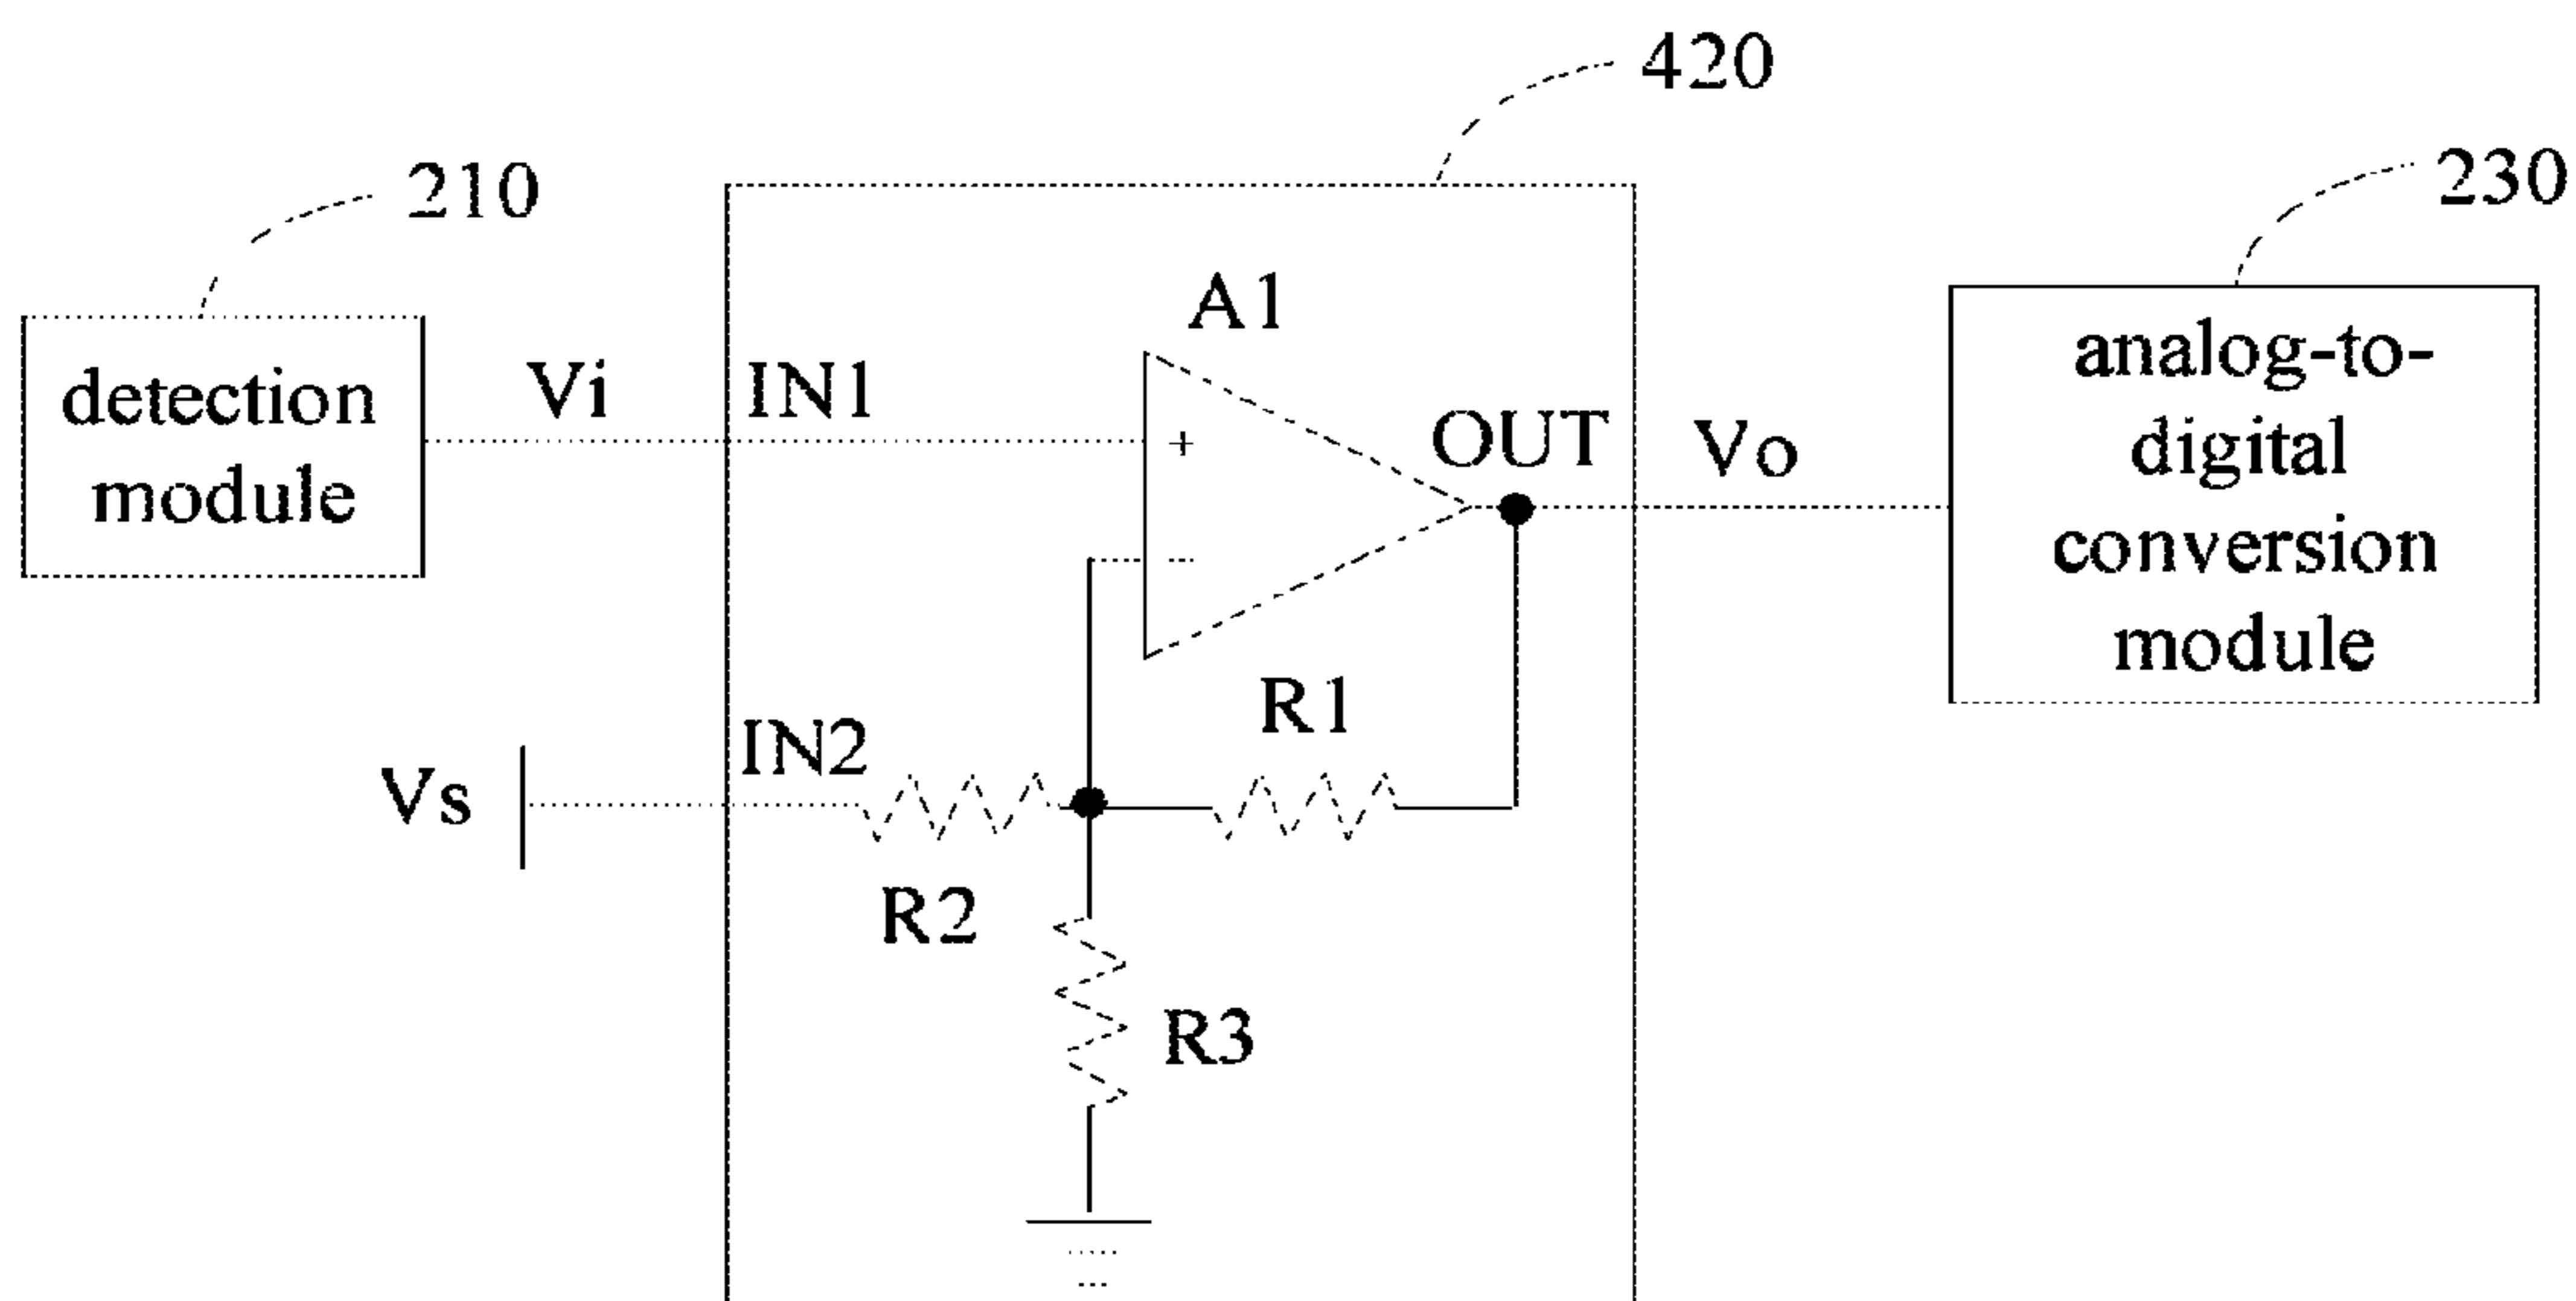 420
210
230
A1
detection
module
Vi
IN1
+
-
OUT
Vo
analog-to-
digital
conversion
module
R1
IN2
Vs
R2
R3